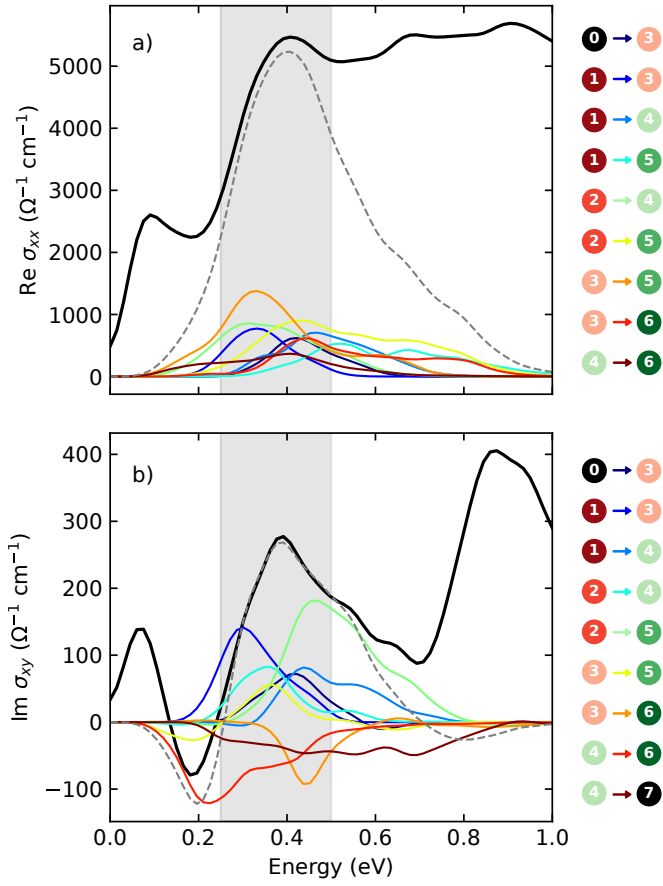 a)
5000
4000
3000
2000
1000
0
Re σxx (Ω⁻¹ cm⁻¹)
0 → 3
1 → 3
1 → 4
1 → 5
2 → 4
2 → 5
3 → 5
3 → 6
4 → 6
b)
400
300
200
100
0
−100
Im σxy (Ω⁻¹ cm⁻¹)
0.0 0.2 0.4 0.6 0.8 1.0
Energy (eV)
0 → 3
1 → 3
1 → 4
2 → 4
2 → 5
3 → 5
3 → 6
4 → 6
4 → 7